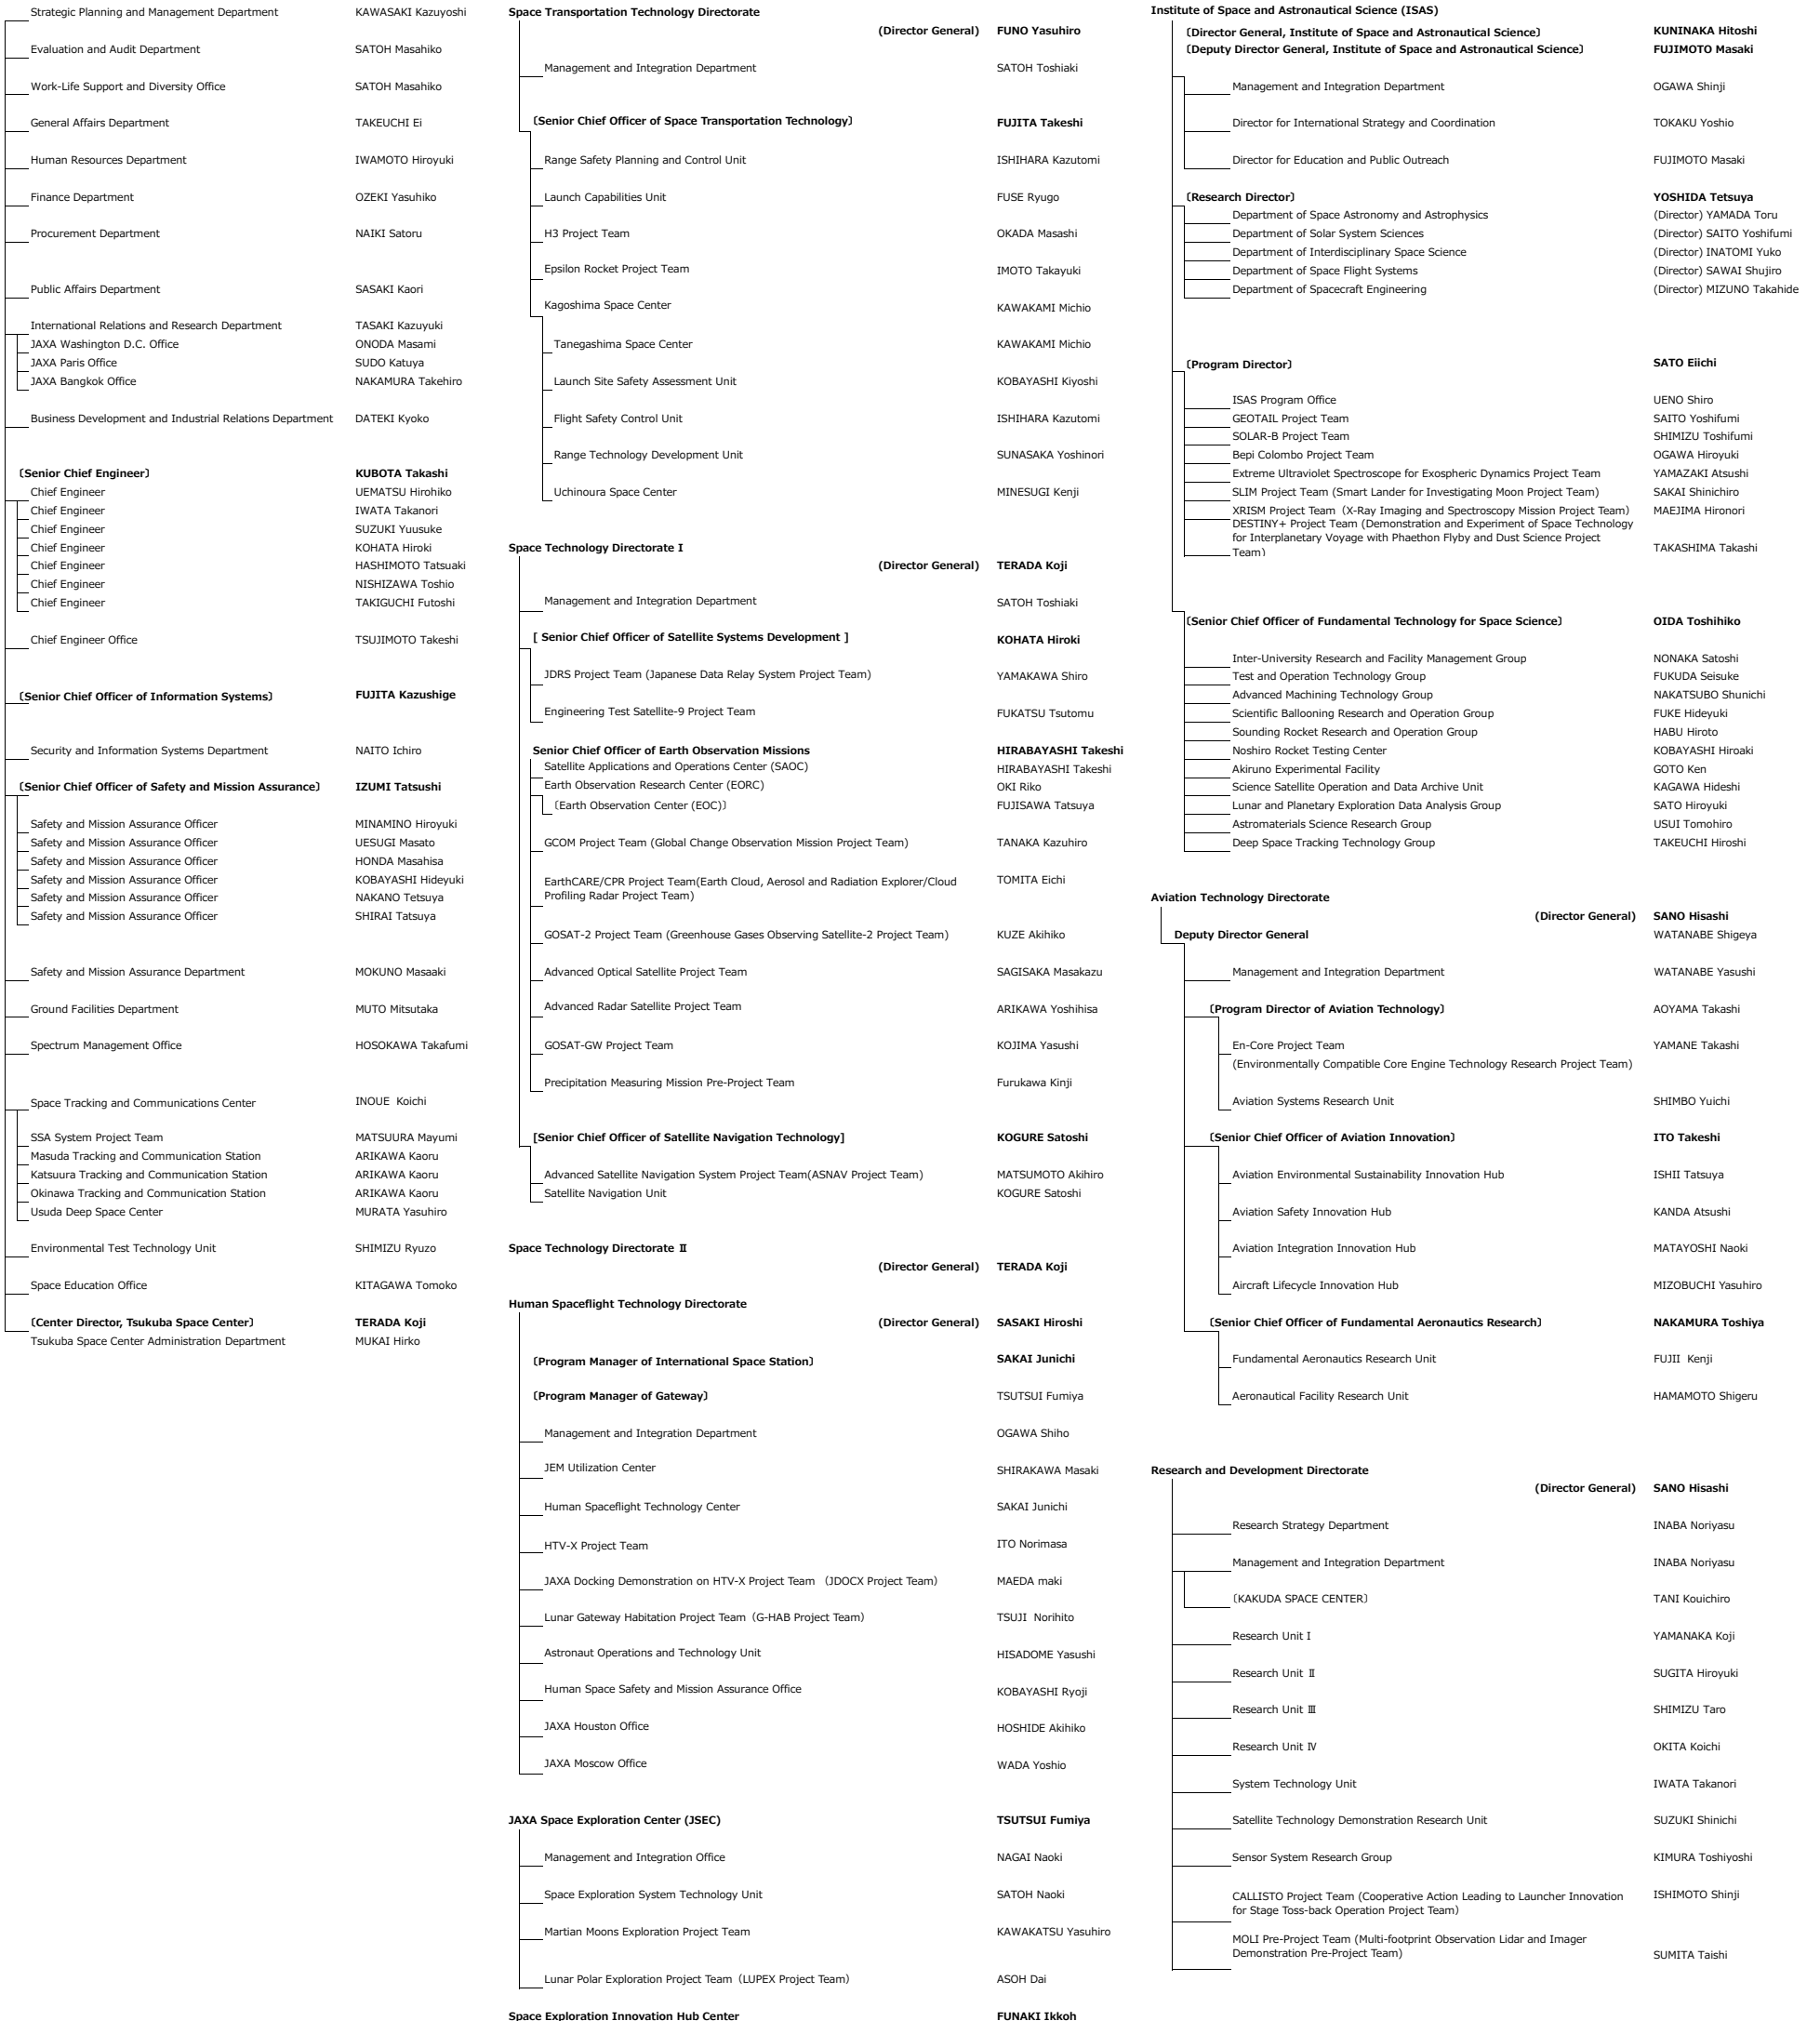 Strategic Planning and Management Department KAWASAKI Kazuyoshi
Evaluation and Audit Department SATOH Masahiko
Work-Life Support and Diversity Office SATOH Masahiko
General Affairs Department TAKEUCHI Ei
Human Resources Department IWAMOTO Hiroyuki
Finance Department OZEKI Yasuhiko
Procurement Department NAIKI Satoru
Public Affairs Department SASAKI Kaori
International Relations and Research Department TASAKI Kazuyuki
JAXA Washington D.C. Office ONODA Masami
JAXA Paris Office SUDO Katuya
JAXA Bangkok Office NAKAMURA Takehiro
Business Development and Industrial Relations Department DATEKI Kyoko
〔Senior Chief Engineer〕 KUBOTA Takashi
Chief Engineer UEMATSU Hirohiko
Chief Engineer IWATA Takanori
Chief Engineer SUZUKI Yuusuke
Chief Engineer KOHATA Hiroki
Chief Engineer HASHIMOTO Tatsuaki
Chief Engineer NISHIZAWA Toshio
Chief Engineer TAKIGUCHI Futoshi
Chief Engineer Office TSUJIMOTO Takeshi
〔Senior Chief Officer of Information Systems〕 FUJITA Kazushige
Security and Information Systems Department NAITO Ichiro
〔Senior Chief Officer of Safety and Mission Assurance〕 IZUMI Tatsushi
Safety and Mission Assurance Officer MINAMINO Hiroyuki
Safety and Mission Assurance Officer UESUGI Masato
Safety and Mission Assurance Officer HONDA Masahisa
Safety and Mission Assurance Officer KOBAYASHI Hideyuki
Safety and Mission Assurance Officer NAKANO Tetsuya
Safety and Mission Assurance Officer SHIRAI Tatsuya
Safety and Mission Assurance Department MOKUNO Masaaki
Ground Facilities Department MUTO Mitsutaka
Spectrum Management Office HOSOKAWA Takafumi
Space Tracking and Communications Center INOUE Koichi
SSA System Project Team MATSUURA Mayumi
Masuda Tracking and Communication Station ARIKAWA Kaoru
Katsuura Tracking and Communication Station ARIKAWA Kaoru
Okinawa Tracking and Communication Station ARIKAWA Kaoru
Usuda Deep Space Center MURATA Yasuhiro
Environmental Test Technology Unit SHIMIZU Ryuzo
Space Education Office KITAGAWA Tomoko
〔Center Director, Tsukuba Space Center〕 TERADA Koji
Tsukuba Space Center Administration Department MUKAI Hirko
Space Transportation Technology Directorate
(Director General) FUNO Yasuhiro
Management and Integration Department SATOH Toshiaki
〔Senior Chief Officer of Space Transportation Technology〕 FUJITA Takeshi
Range Safety Planning and Control Unit ISHIHARA Kazutomi
Launch Capabilities Unit FUSE Ryugo
H3 Project Team OKADA Masashi
Epsilon Rocket Project Team IMOTO Takayuki
Kagoshima Space Center KAWAKAMI Michio
Tanegashima Space Center KAWAKAMI Michio
Launch Site Safety Assessment Unit KOBAYASHI Kiyoshi
Flight Safety Control Unit ISHIHARA Kazutomi
Range Technology Development Unit SUNASAKA Yoshinori
Uchinoura Space Center MINESUGI Kenji
Space Technology Directorate I
(Director General) TERADA Koji
Management and Integration Department SATOH Toshiaki
[ Senior Chief Officer of Satellite Systems Development ] KOHATA Hiroki
JDRS Project Team (Japanese Data Relay System Project Team) YAMAKAWA Shiro
Engineering Test Satellite-9 Project Team FUKATSU Tsutomu
Senior Chief Officer of Earth Observation Missions HIRABAYASHI Takeshi
Satellite Applications and Operations Center (SAOC) HIRABAYASHI Takeshi
Earth Observation Research Center (EORC) OKI Riko
〔Earth Observation Center (EOC)〕 FUJISAWA Tatsuya
GCOM Project Team (Global Change Observation Mission Project Team) TANAKA Kazuhiro
EarthCARE/CPR Project Team(Earth Cloud, Aerosol and Radiation Explorer/Cloud TOMITA Eichi
Profiling Radar Project Team)
GOSAT-2 Project Team (Greenhouse Gases Observing Satellite-2 Project Team) KUZE Akihiko
Advanced Optical Satellite Project Team SAGISAKA Masakazu
Advanced Radar Satellite Project Team ARIKAWA Yoshihisa
GOSAT-GW Project Team KOJIMA Yasushi
Precipitation Measuring Mission Pre-Project Team Furukawa Kinji
[Senior Chief Officer of Satellite Navigation Technology] KOGURE Satoshi
Advanced Satellite Navigation System Project Team(ASNAV Project Team) MATSUMOTO Akihiro
Satellite Navigation Unit KOGURE Satoshi
Space Technology Directorate Ⅱ
(Director General) TERADA Koji
Human Spaceflight Technology Directorate
(Director General) SASAKI Hiroshi
〔Program Manager of International Space Station〕 SAKAI Junichi
〔Program Manager of Gateway〕 TSUTSUI Fumiya
Management and Integration Department OGAWA Shiho
JEM Utilization Center SHIRAKAWA Masaki
Human Spaceflight Technology Center SAKAI Junichi
HTV-X Project Team ITO Norimasa
JAXA Docking Demonstration on HTV-X Project Team （JDOCX Project Team） MAEDA maki
Lunar Gateway Habitation Project Team（G-HAB Project Team） TSUJI Norihito
Astronaut Operations and Technology Unit HISADOME Yasushi
Human Space Safety and Mission Assurance Office KOBAYASHI Ryoji
JAXA Houston Office HOSHIDE Akihiko
JAXA Moscow Office WADA Yoshio
JAXA Space Exploration Center (JSEC) TSUTSUI Fumiya
Management and Integration Office NAGAI Naoki
Space Exploration System Technology Unit SATOH Naoki
Martian Moons Exploration Project Team KAWAKATSU Yasuhiro
Lunar Polar Exploration Project Team（LUPEX Project Team） ASOH Dai
Space Exploration Innovation Hub Center FUNAKI Ikkoh
Institute of Space and Astronautical Science (ISAS)
〔Director General, Institute of Space and Astronautical Science〕 KUNINAKA Hitoshi
〔Deputy Director General, Institute of Space and Astronautical Science〕 FUJIMOTO Masaki
Management and Integration Department OGAWA Shinji
Director for International Strategy and Coordination TOKAKU Yoshio
Director for Education and Public Outreach FUJIMOTO Masaki
〔Research Director〕 YOSHIDA Tetsuya
Department of Space Astronomy and Astrophysics (Director) YAMADA Toru
Department of Solar System Sciences (Director) SAITO Yoshifumi
Department of Interdisciplinary Space Science (Director) INATOMI Yuko
Department of Space Flight Systems (Director) SAWAI Shujiro
Department of Spacecraft Engineering (Director) MIZUNO Takahide
〔Program Director〕 SATO Eiichi
ISAS Program Office UENO Shiro
GEOTAIL Project Team SAITO Yoshifumi
SOLAR-B Project Team SHIMIZU Toshifumi
Bepi Colombo Project Team OGAWA Hiroyuki
Extreme Ultraviolet Spectroscope for Exospheric Dynamics Project Team YAMAZAKI Atsushi
SLIM Project Team (Smart Lander for Investigating Moon Project Team) SAKAI Shinichiro
XRISM Project Team（X-Ray Imaging and Spectroscopy Mission Project Team） MAEJIMA Hironori
DESTINY+ Project Team (Demonstration and Experiment of Space Technology
for Interplanetary Voyage with Phaethon Flyby and Dust Science Project
Team） TAKASHIMA Takashi
〔Senior Chief Officer of Fundamental Technology for Space Science〕 OIDA Toshihiko
Inter-University Research and Facility Management Group NONAKA Satoshi
Test and Operation Technology Group FUKUDA Seisuke
Advanced Machining Technology Group NAKATSUBO Shunichi
Scientific Ballooning Research and Operation Group FUKE Hideyuki
Sounding Rocket Research and Operation Group HABU Hiroto
Noshiro Rocket Testing Center KOBAYASHI Hiroaki
Akiruno Experimental Facility GOTO Ken
Science Satellite Operation and Data Archive Unit KAGAWA Hideshi
Lunar and Planetary Exploration Data Analysis Group SATO Hiroyuki
Astromaterials Science Research Group USUI Tomohiro
Deep Space Tracking Technology Group TAKEUCHI Hiroshi
Aviation Technology Directorate
(Director General) SANO Hisashi
Deputy Director General WATANABE Shigeya
Management and Integration Department WATANABE Yasushi
〔Program Director of Aviation Technology〕 AOYAMA Takashi
En-Core Project Team YAMANE Takashi
(Environmentally Compatible Core Engine Technology Research Project Team)
Aviation Systems Research Unit SHIMBO Yuichi
〔Senior Chief Officer of Aviation Innovation〕 ITO Takeshi
Aviation Environmental Sustainability Innovation Hub ISHII Tatsuya
Aviation Safety Innovation Hub KANDA Atsushi
Aviation Integration Innovation Hub MATAYOSHI Naoki
Aircraft Lifecycle Innovation Hub MIZOBUCHI Yasuhiro
〔Senior Chief Officer of Fundamental Aeronautics Research〕 NAKAMURA Toshiya
Fundamental Aeronautics Research Unit FUJII Kenji
Aeronautical Facility Research Unit HAMAMOTO Shigeru
Research and Development Directorate
(Director General) SANO Hisashi
Research Strategy Department INABA Noriyasu
Management and Integration Department INABA Noriyasu
〔KAKUDA SPACE CENTER〕 TANI Kouichiro
Research Unit I YAMANAKA Koji
Research Unit Ⅱ SUGITA Hiroyuki
Research Unit Ⅲ SHIMIZU Taro
Research Unit Ⅳ OKITA Koichi
System Technology Unit IWATA Takanori
Satellite Technology Demonstration Research Unit SUZUKI Shinichi
Sensor System Research Group KIMURA Toshiyoshi
CALLISTO Project Team (Cooperative Action Leading to Launcher Innovation ISHIMOTO Shinji
for Stage Toss-back Operation Project Team)
MOLI Pre-Project Team (Multi-footprint Observation Lidar and Imager
Demonstration Pre-Project Team) SUMITA Taishi